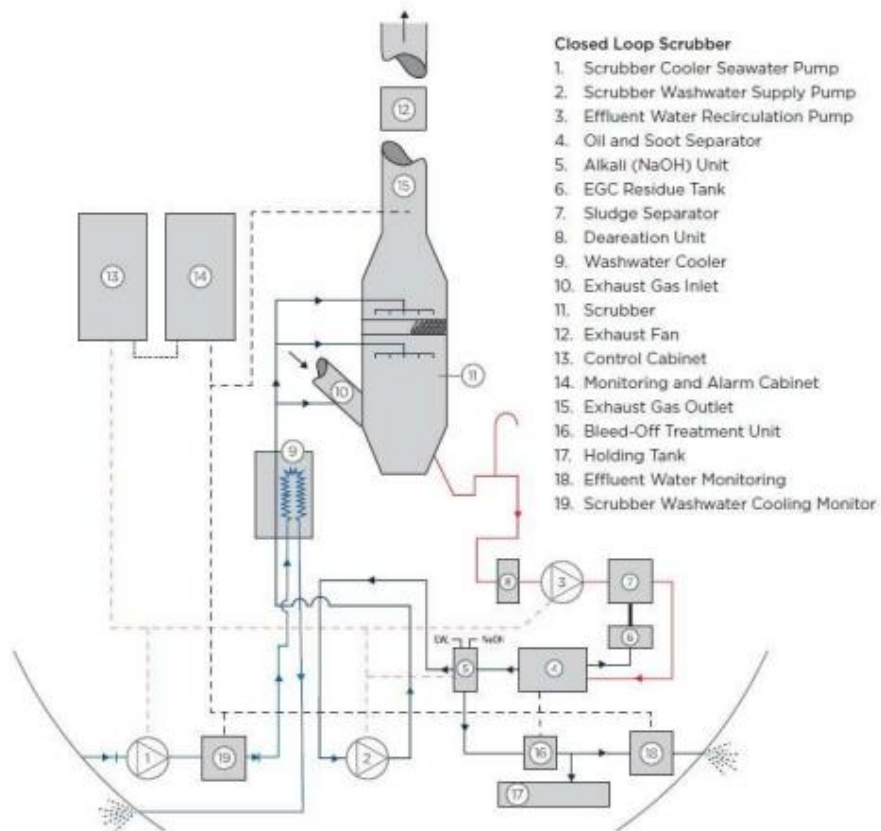 Closed Loop Scrubber
1. Scrubber Cooler Seawater Pump
2. Scrubber Washwater Supply Pump
3. Effluent Water Recirculation Pump
4. Oil and Soot Separator
5. Alkali (NaOH) Unit
6. EGC Residue Tank
7. Sludge Separator
8. Deareation Unit
9. Washwater Cooler
10. Exhaust Gas Inlet
11. Scrubber
12. Exhaust Fan
13. Control Cabinet
14. Monitoring and Alarm Cabinet
15. Exhaust Gas Outlet
16. Bleed-Off Treatment Unit
17. Holding Tank
18. Effluent Water Monitoring
19. Scrubber Washwater Cooling Monitor
12
15
13
14
11
10
9
8
3
7
6
NaOH
5
4
1
19
2
16
18
17